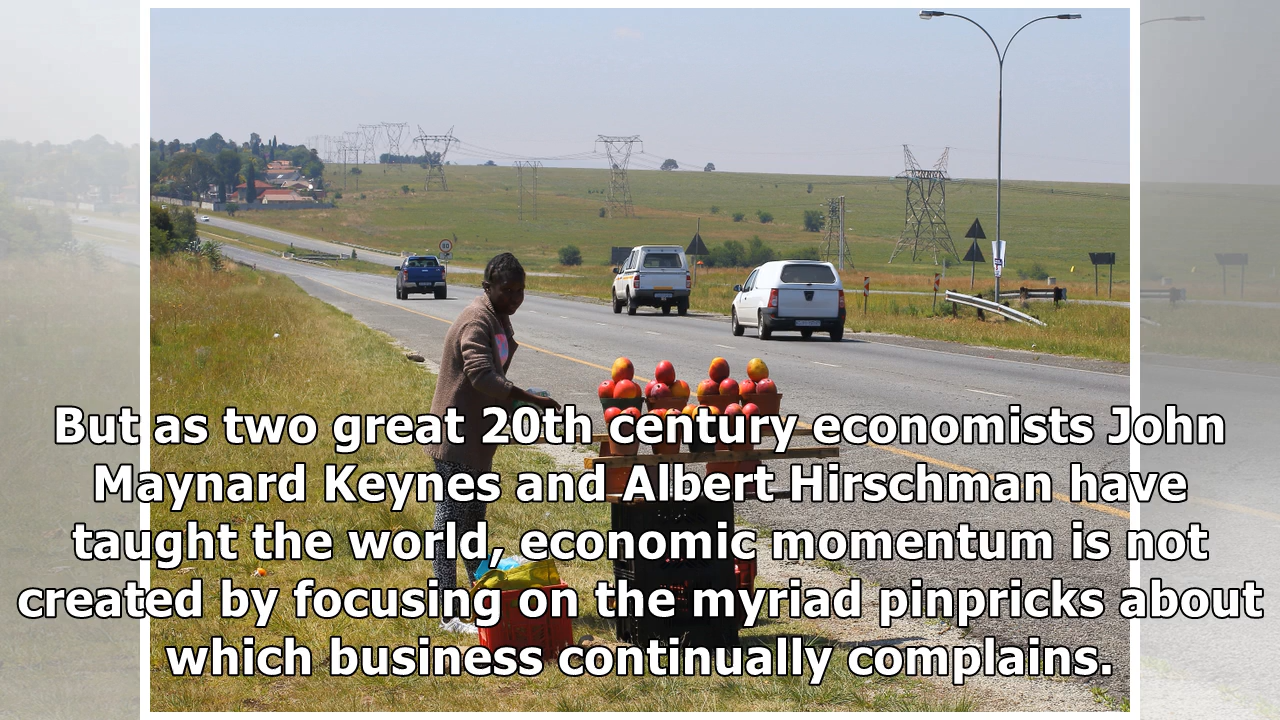 But as two great 20th century economists John
Maynard Keynes and Albert Hirschman have
taught the world, economic momentum is not
created by focusing on the myriad pinpricks about
which business continually complains.